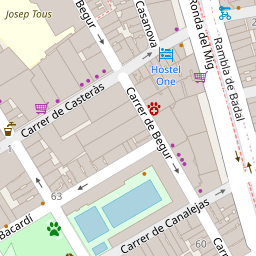 Josep Tous
Begur
Casanova
Ronda del Mig
Rambla de Badal
Hostel
One
Carrer de Casteràs
Carrer de Begur
63
Bacardí
Carrer de Canalejas
60